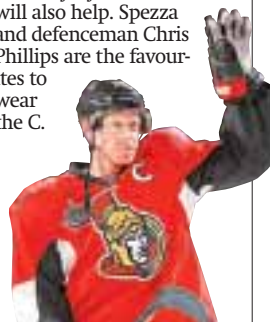 will also help. Spezza
and defenceman Chris
Phillips are the favour-
ites to
wear
the C.
C